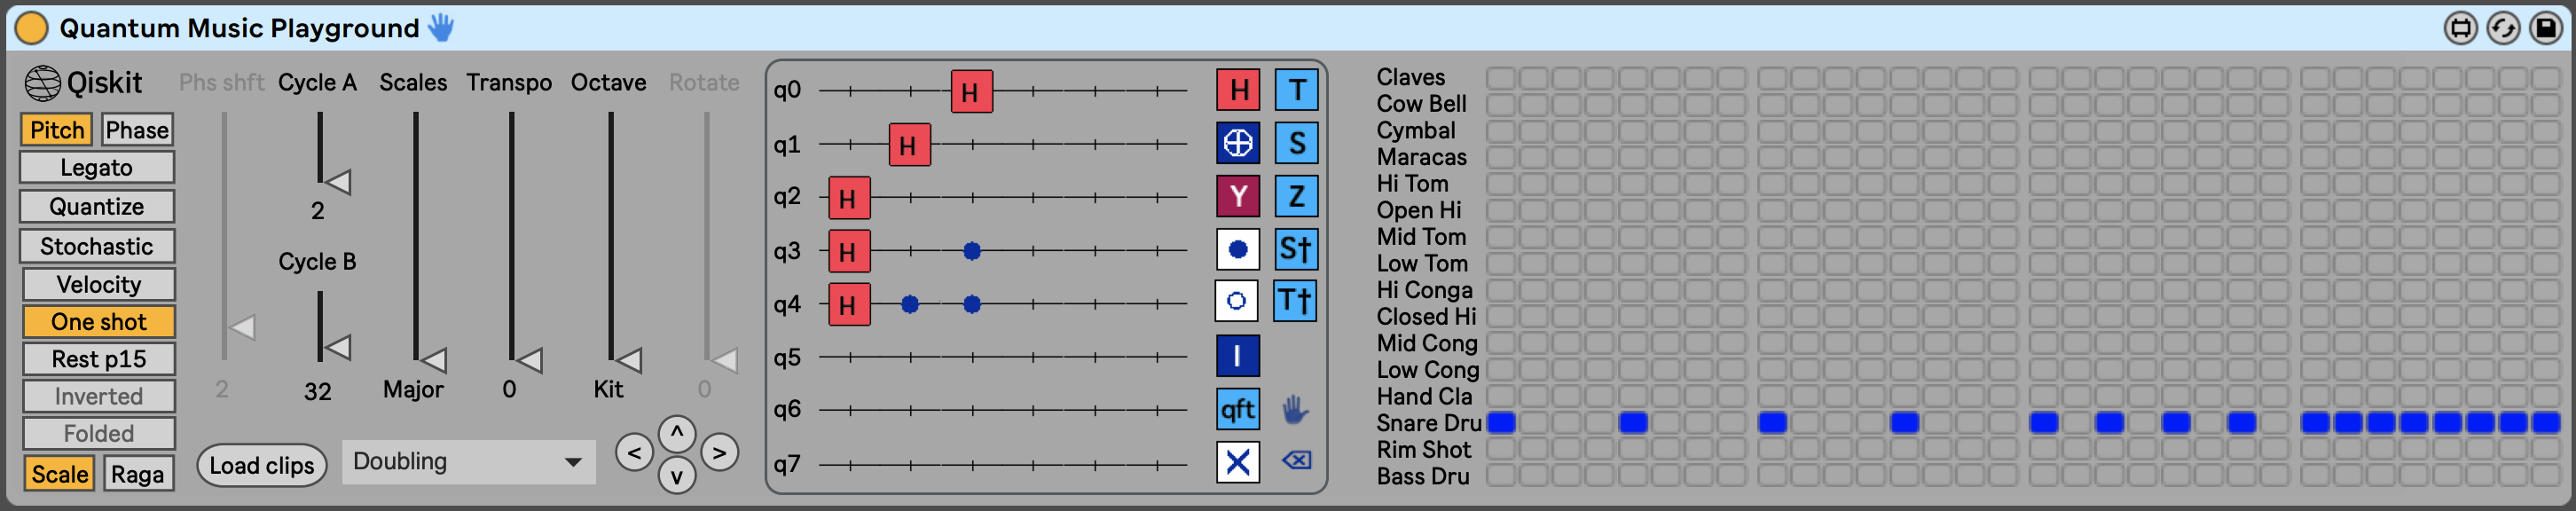 Quantum Music Playground
Qiskit
Phs shft
Cycle A
Scales
Transpo
Octave
Rotate
Pitch
Phase
Legato
Quantize
Stochastic
Velocity
One shot
Rest p15
Inverted
Folded
Scale
Raga
2
Cycle B
2
32
Major
0
Kit
0
Load clips
Doubling
<
^
v
>
q0
H
H
T
q1
H
S
q2
H
Y
Z
q3
H
S†
q4
H
T†
q5
I
q6
qft
q7
Claves
Cow Bell
Cymbal
Maracas
Hi Tom
Open Hi
Mid Tom
Low Tom
Hi Conga
Closed Hi
Mid Cong
Low Cong
Hand Cla
Snare Dru
Rim Shot
Bass Dru